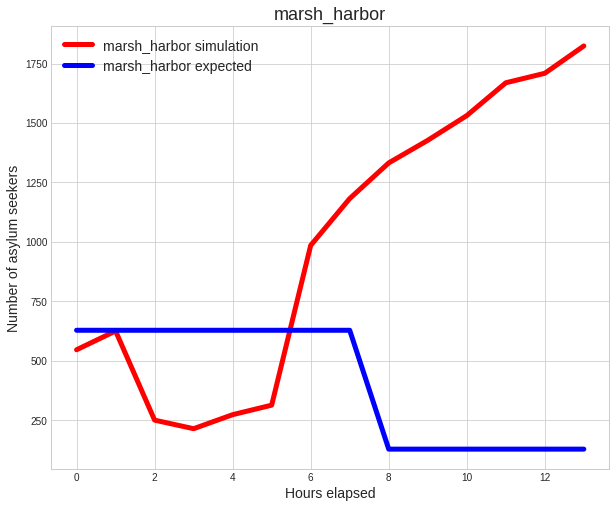 marsh_harbor
marsh_harbor simulation
marsh_harbor expected
Number of asylum seekers
1750
1500
1250
1000
750
500
250
0 2 4 6 8 10 12
Hours elapsed